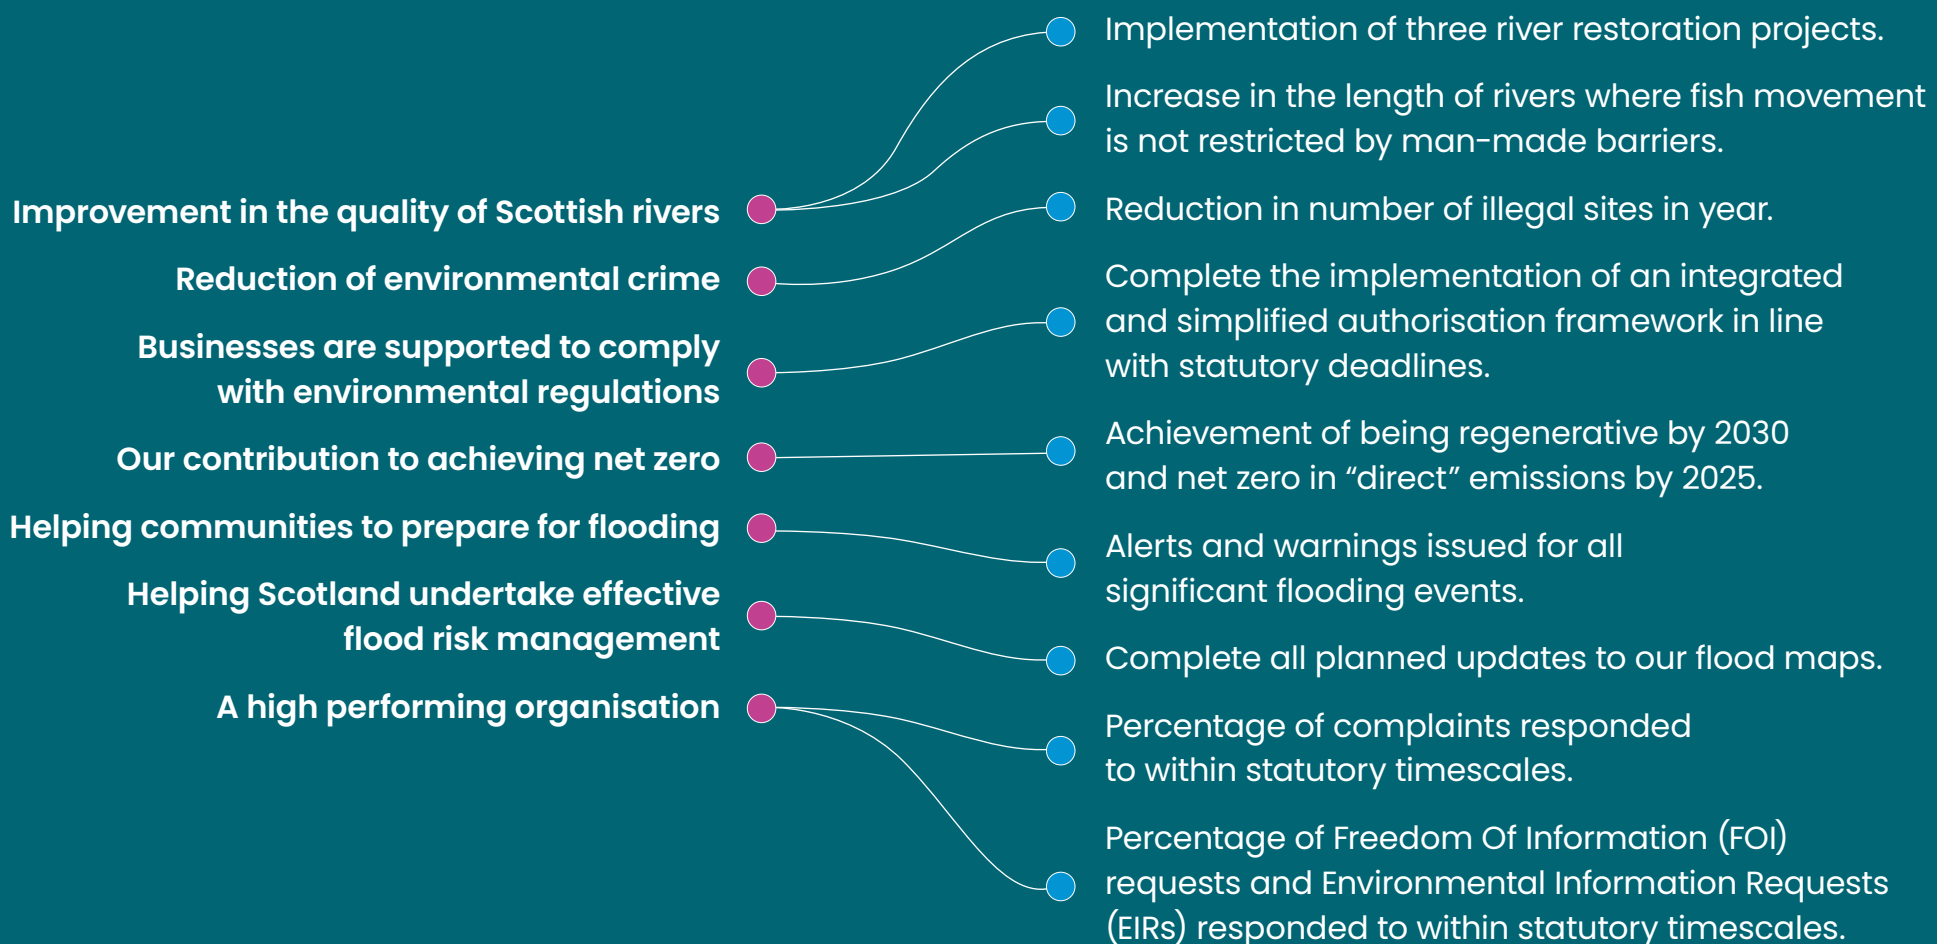 Improvement in the quality of Scottish rivers
Reduction of environmental crime
Businesses are supported to comply
with environmental regulations
Our contribution to achieving net zero
Helping communities to prepare for flooding
Helping Scotland undertake effective
flood risk management
A high performing organisation
Implementation of three river restoration projects.
Increase in the length of rivers where fish movement
is not restricted by man-made barriers.
Reduction in number of illegal sites in year.
Complete the implementation of an integrated
and simplified authorisation framework in line
with statutory deadlines.
Achievement of being regenerative by 2030
and net zero in “direct” emissions by 2025.
Alerts and warnings issued for all
significant flooding events.
Complete all planned updates to our flood maps.
Percentage of complaints responded
to within statutory timescales.
Percentage of Freedom Of Information (FOI)
requests and Environmental Information Requests
(EIRs) responded to within statutory timescales.